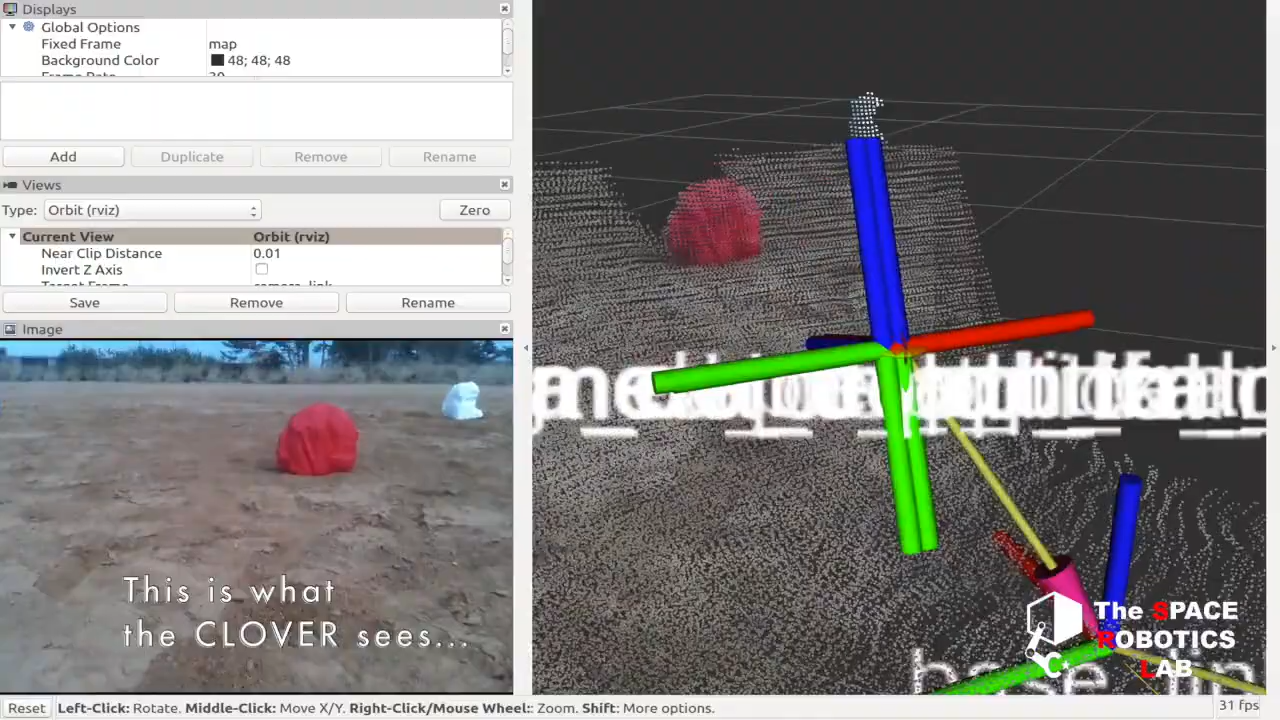 Displays
Global Options
Fixed Frame map
Background Color 48; 48; 48
Add Duplicate Remove Rename
Views
Type: Orbit (rviz) Zero
Current View Orbit (rviz)
Near Clip Distance 0.01
Invert Z Axis
Save Remove Rename
Image
This is what
the CLOVER sees...
The SPACE
ROBOTICS
LAB
Reset Left-Click: Rotate. Middle-Click: Move X/Y. Right-Click/Mouse Wheel:: Zoom. Shift: More options. 31 fps